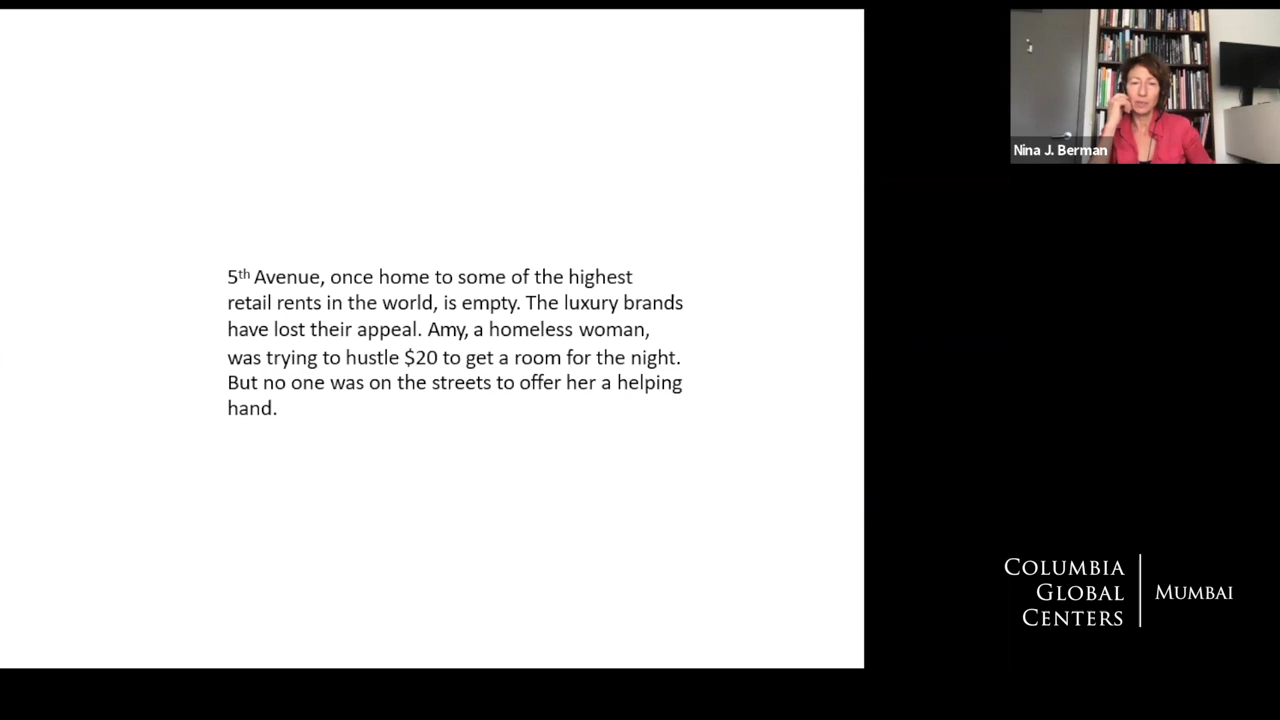 5th Avenue, once home to some of the highest
retail rents in the world, is empty. The luxury brands
have lost their appeal. Amy, a homeless woman,
was trying to hustle $20 to get a room for the night.
But no one was on the streets to offer her a helping
hand.
Nina J. Berman
COLUMBIA
GLOBAL
CENTERS
MUMBAI